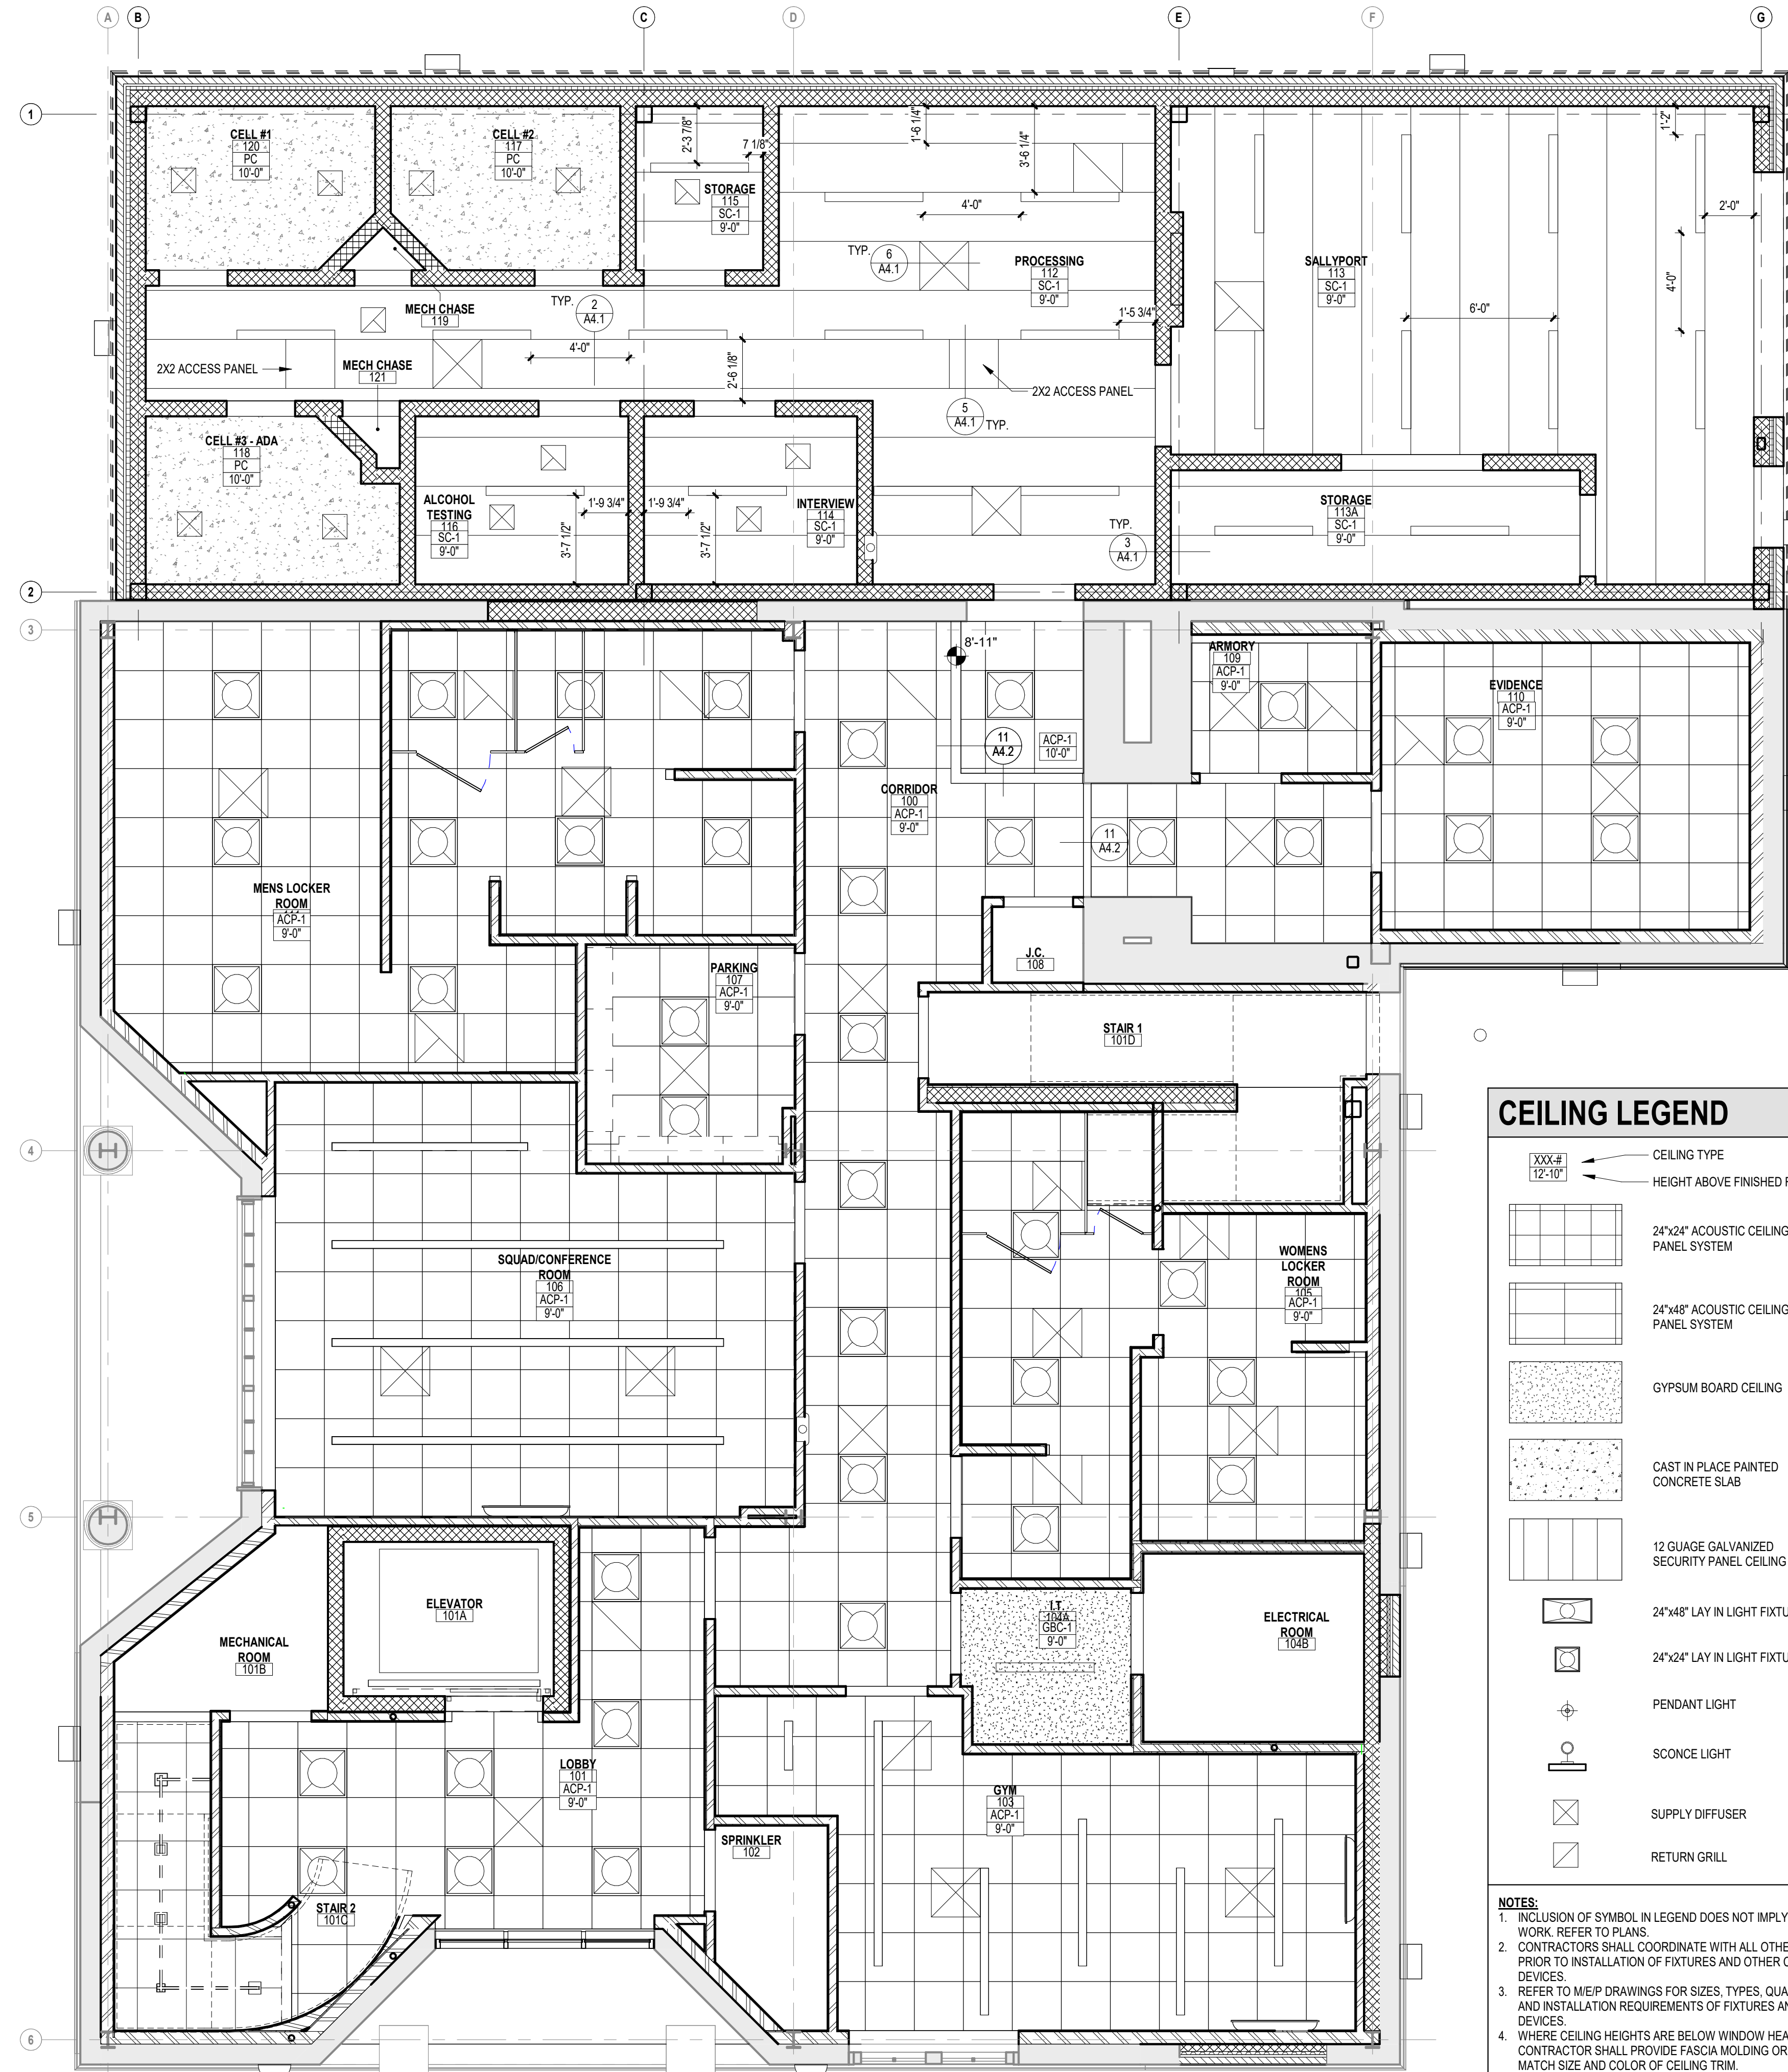 A
B
C
D
E
F
G
1
2
3
4
5
6
CELL #1
120
PC
10'-0"
CELL #2
117
PC
10'-0"
2'-3 7/8"
7 1/8"
STORAGE
115
SC-1
9'-0"
1'-6 1/4"
3'-6 1/4"
4'-0"
TYP.
6
A4.1
PROCESSING
112
SC-1
9'-0"
SALLYPORT
113
SC-1
9'-0"
1'-2"
2'-0"
4'-0"
6'-0"
MECH CHASE
119
TYP.
2
A4.1
4'-0"
1'-5 3/4"
2X2 ACCESS PANEL
MECH CHASE
121
2'-6 1/8"
2X2 ACCESS PANEL
5
A4.1
TYP.
CELL #3 - ADA
118
PC
10'-0"
ALCOHOL
TESTING
116
SC-1
9'-0"
3'-7 1/2"
1'-9 3/4"
1'-9 3/4"
3'-7 1/2"
INTERVIEW
114
SC-1
9'-0"
TYP.
3
A4.1
STORAGE
113A
SC-1
9'-0"
8'-11"
ARMORY
109
ACP-1
9'-0"
EVIDENCE
110
ACP-1
9'-0"
11
A4.2
ACP-1
10'-0"
CORRIDOR
100
ACP-1
9'-0"
11
A4.2
MENS LOCKER
ROOM
ACP-1
9'-0"
PARKING
107
ACP-1
9'-0"
J.C.
108
STAIR 1
101D
SQUAD/CONFERENCE
ROOM
106
ACP-1
9'-0"
WOMENS
LOCKER
ROOM
105
ACP-1
9'-0"
ELEVATOR
101A
MECHANICAL
ROOM
101B
I.T.
104A
GBC-1
9'-0"
ELECTRICAL
ROOM
104B
LOBBY
101
ACP-1
9'-0"
GYM
103
ACP-1
9'-0"
SPRINKLER
102
STAIR 2
101C
CEILING LEGEND
XXX-#
12'-10"
CEILING TYPE
HEIGHT ABOVE FINISHED
24"x24" ACOUSTIC CEILING
PANEL SYSTEM
24"x48" ACOUSTIC CEILING
PANEL SYSTEM
GYPSUM BOARD CEILING
CAST IN PLACE PAINTED
CONCRETE SLAB
12 GUAGE GALVANIZED
SECURITY PANEL CEILING
24"x48" LAY IN LIGHT FIXTU
24"x24" LAY IN LIGHT FIXTU
PENDANT LIGHT
SCONCE LIGHT
SUPPLY DIFFUSER
RETURN GRILL
NOTES:
1. INCLUSION OF SYMBOL IN LEGEND DOES NOT IMPLY
WORK. REFER TO PLANS.
2. CONTRACTORS SHALL COORDINATE WITH ALL OTHE
PRIOR TO INSTALLATION OF FIXTURES AND OTHER C
DEVICES.
3. REFER TO M/E/P DRAWINGS FOR SIZES, TYPES, QUA
AND INSTALLATION REQUIREMENTS OF FIXTURES AN
DEVICES.
4. WHERE CEILING HEIGHTS ARE BELOW WINDOW HEA
CONTRACTOR SHALL PROVIDE FASCIA MOLDING OR
MATCH SIZE AND COLOR OF CEILING TRIM.